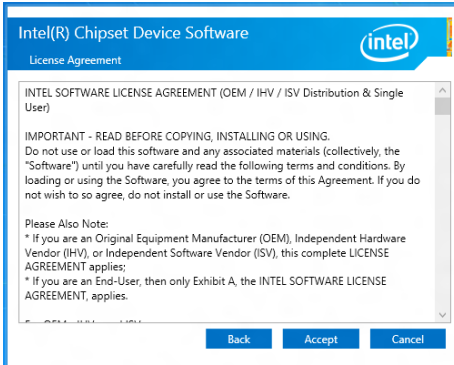 Intel(R) Chipset Device Software
intel
License Agreement
INTEL SOFTWARE LICENSE AGREEMENT (OEM / IHV / ISV Distribution & Single
User)
IMPORTANT - READ BEFORE COPYING, INSTALLING OR USING.
Do not use or load this software and any associated materials (collectively, the
"Software") until you have carefully read the following terms and conditions. By
loading or using the Software, you agree to the terms of this Agreement. If you do
not wish to so agree, do not install or use the Software.
Please Also Note:
* If you are an Original Equipment Manufacturer (OEM), Independent Hardware
Vendor (IHV), or Independent Software Vendor (ISV), this complete LICENSE
AGREEMENT applies;
* If you are an End-User, then only Exhibit A, the INTEL SOFTWARE LICENSE
AGREEMENT, applies.
Back Accept Cancel